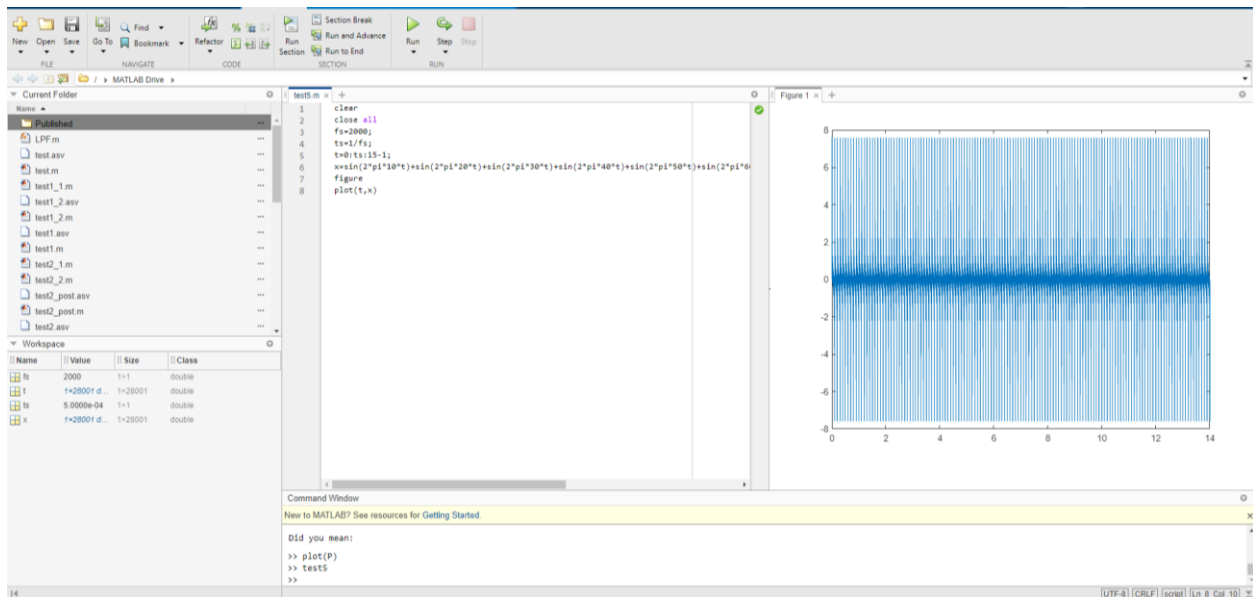 New Open Save
FILE
Go To Find Bookmark
NAVIGATE
Refactor
CODE
Run Section
Section Break
Run and Advance
Run to End
SECTION
Run Step Stop
RUN
/ MATLAB Drive
Current Folder
Name
Published
LPF.m
test.asv
test.m
test1_1.m
test1_2.asv
test1_2.m
test1.asv
test1.m
test2_1.m
test2_2.m
test2_post.asv
test2_post.m
test2.asv
Workspace
Name Value Size Class
fs 2000 1×1 double
t 1×28001 d... 1×28001 double
ts 5.0000e-04 1×1 double
x 1×28001 d... 1×28001 double
test5.m × +
1 clear
2 close all
3 fs=2000;
4 ts=1/fs;
5 t=0:ts:15-1;
6 x=sin(2*pi*10*t)+sin(2*pi*20*t)+sin(2*pi*30*t)+sin(2*pi*40*t)+sin(2*pi*50*t)+sin(2*pi*6
7 figure
8 plot(t,x)
Figure 1 × +
8
6
4
2
0
-2
-4
-6
-8
0 2 4 6 8 10 12 14
Command Window
New to MATLAB? See resources for Getting Started.
Did you mean:
>> plot(P)
>> test5
>>
UTF-8 CRLF script Ln 8 Col 10